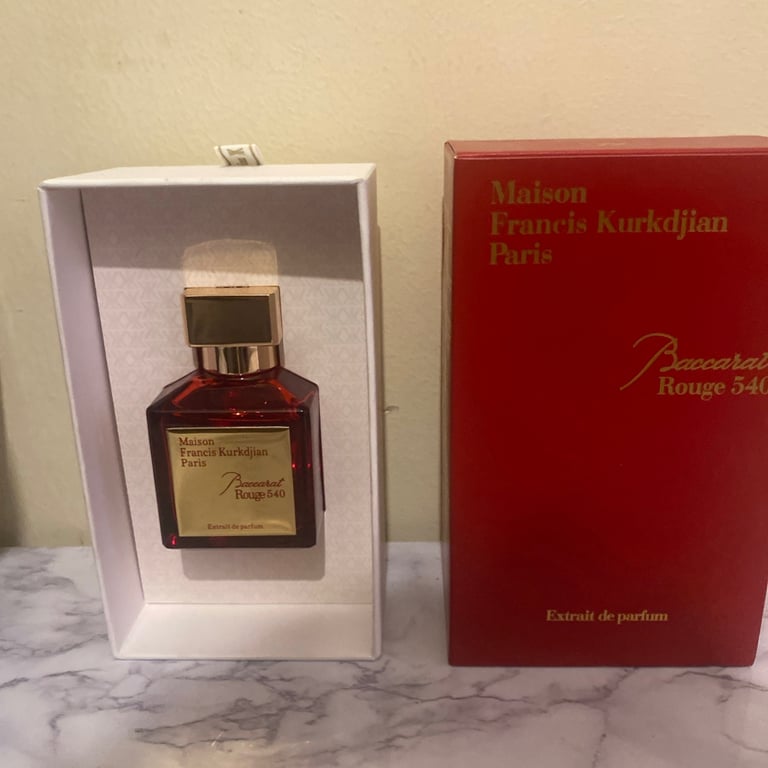 Maison
Francis Kurkdjian
Paris
Baccarat
Rouge 540
Extrait de parfum
Maison
Francis Kurkdjian
Paris
Baccarat
Rouge 540
Extrait de parfum